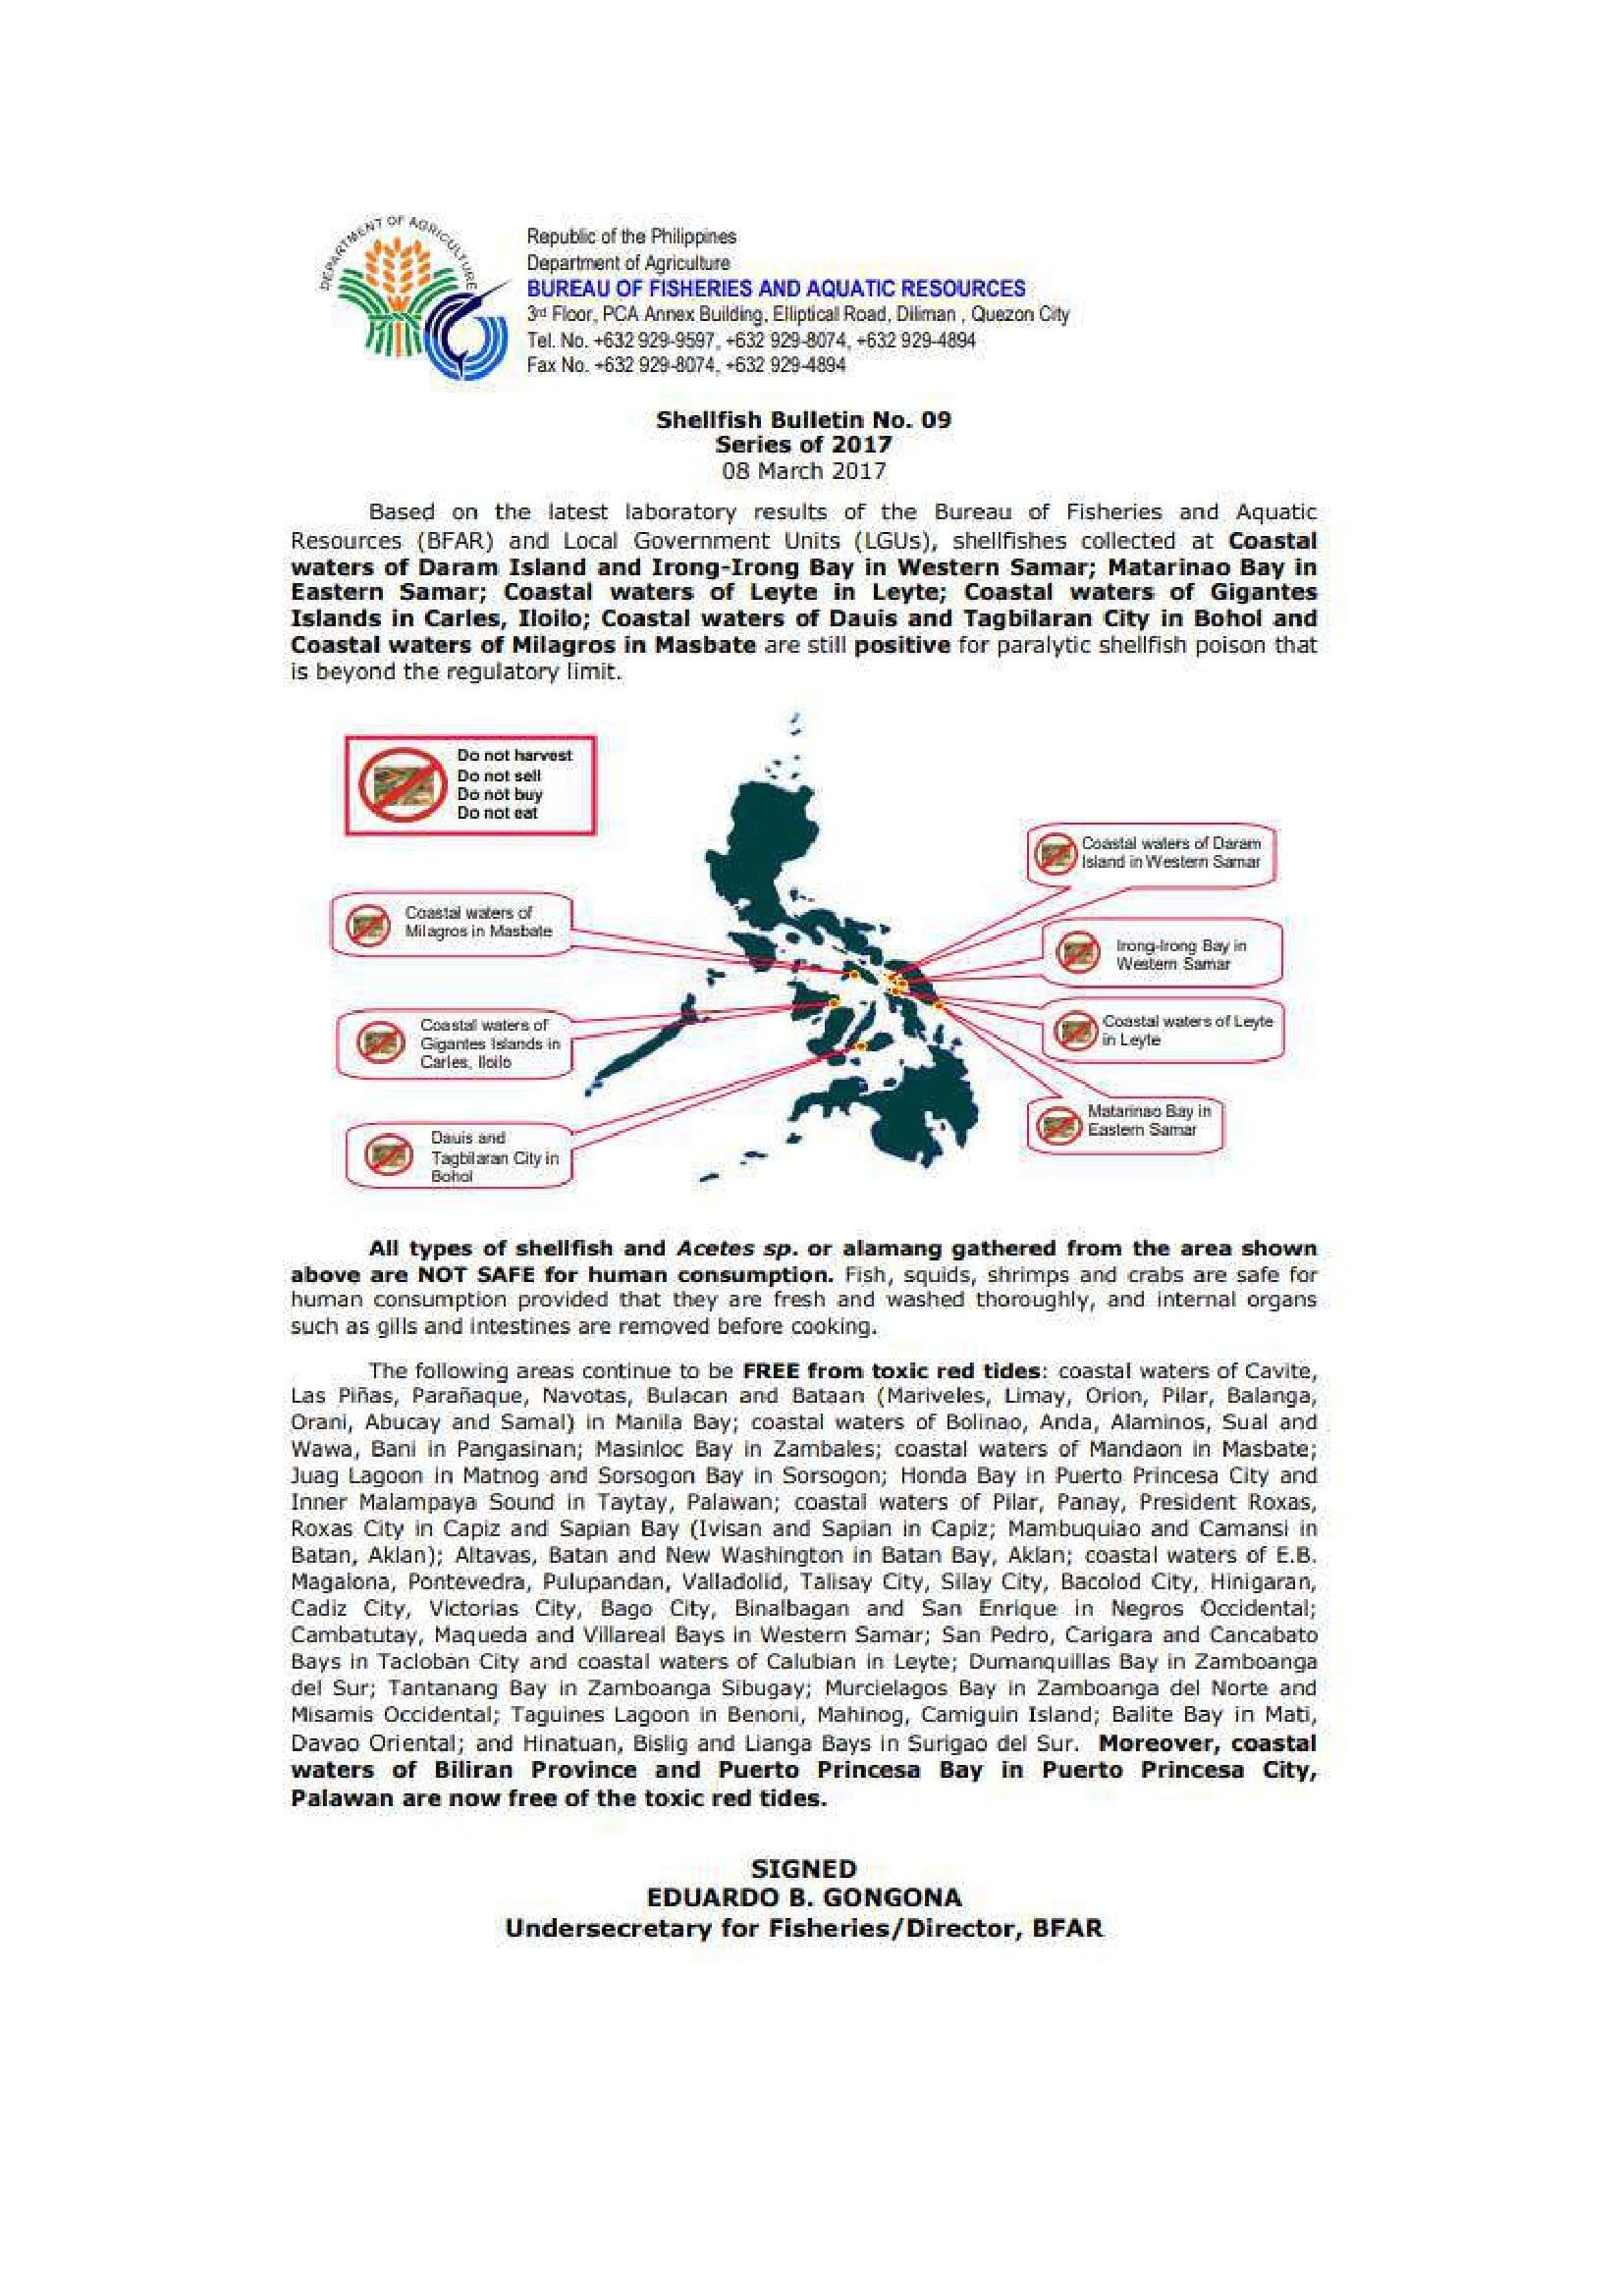 DEPARTMENT OF AGRICULTURE
Republic of the Philippines
Department of Agriculture
BUREAU OF FISHERIES AND AQUATIC RESOURCES
3rd Floor, PCA Annex Building, Elliptical Road, Diliman , Quezon City
Tel. No. +632 929-9597, +632 929-8074, +632 929-4894
Fax No. +632 929-8074, +632 929-4894
Shellfish Bulletin No. 09
Series of 2017
08 March 2017
Based on the latest laboratory results of the Bureau of Fisheries and Aquatic
Resources (BFAR) and Local Government Units (LGUs), shellfishes collected at Coastal
waters of Daram Island and Irong-Irong Bay in Western Samar; Matarinao Bay in
Eastern Samar; Coastal waters of Leyte in Leyte; Coastal waters of Gigantes
Islands in Carles, Iloilo; Coastal waters of Dauis and Tagbilaran City in Bohol and
Coastal waters of Milagros in Masbate are still positive for paralytic shellfish poison that
is beyond the regulatory limit.
Do not harvest
Do not sell
Do not buy
Do not eat
Coastal waters of Daram
Island in Western Samar
Coastal waters of
Milagros in Masbate
Irong-Irong Bay in
Western Samar
Coastal waters of
Gigantes Islands in
Carles, Iloilo
Coastal waters of Leyte
in Leyte
Matarinao Bay in
Eastern Samar
Dauis and
Tagbilaran City in
Bohol
All types of shellfish and Acetes sp. or alamang gathered from the area shown
above are NOT SAFE for human consumption. Fish, squids, shrimps and crabs are safe for
human consumption provided that they are fresh and washed thoroughly, and internal organs
such as gills and intestines are removed before cooking.
The following areas continue to be FREE from toxic red tides: coastal waters of Cavite,
Las Piñas, Parañaque, Navotas, Bulacan and Bataan (Mariveles, Limay, Orion, Pilar, Balanga,
Orani, Abucay and Samal) in Manila Bay; coastal waters of Bolinao, Anda, Alaminos, Sual and
Wawa, Bani in Pangasinan; Masinloc Bay in Zambales; coastal waters of Mandaon in Masbate;
Juag Lagoon in Matnog and Sorsogon Bay in Sorsogon; Honda Bay in Puerto Princesa City and
Inner Malampaya Sound in Taytay, Palawan; coastal waters of Pilar, Panay, President Roxas,
Roxas City in Capiz and Sapian Bay (Ivisan and Sapian in Capiz; Mambuquiao and Camansi in
Batan, Aklan); Altavas, Batan and New Washington in Batan Bay, Aklan; coastal waters of E.B.
Magalona, Pontevedra, Pulupandan, Valladolid, Talisay City, Silay City, Bacolod City, Hinigaran,
Cadiz City, Victorias City, Bago City, Binalbagan and San Enrique in Negros Occidental;
Cambatutay, Maqueda and Villareal Bays in Western Samar; San Pedro, Carigara and Cancabato
Bays in Tacloban City and coastal waters of Calubian in Leyte; Dumanquillas Bay in Zamboanga
del Sur; Tantanang Bay in Zamboanga Sibugay; Murcielagos Bay in Zamboanga del Norte and
Misamis Occidental; Taguines Lagoon in Benoni, Mahinog, Camiguin Island; Balite Bay in Mati,
Davao Oriental; and Hinatuan, Bislig and Lianga Bays in Surigao del Sur. Moreover, coastal
waters of Biliran Province and Puerto Princesa Bay in Puerto Princesa City,
Palawan are now free of the toxic red tides.
SIGNED
EDUARDO B. GONGONA
Undersecretary for Fisheries/Director, BFAR